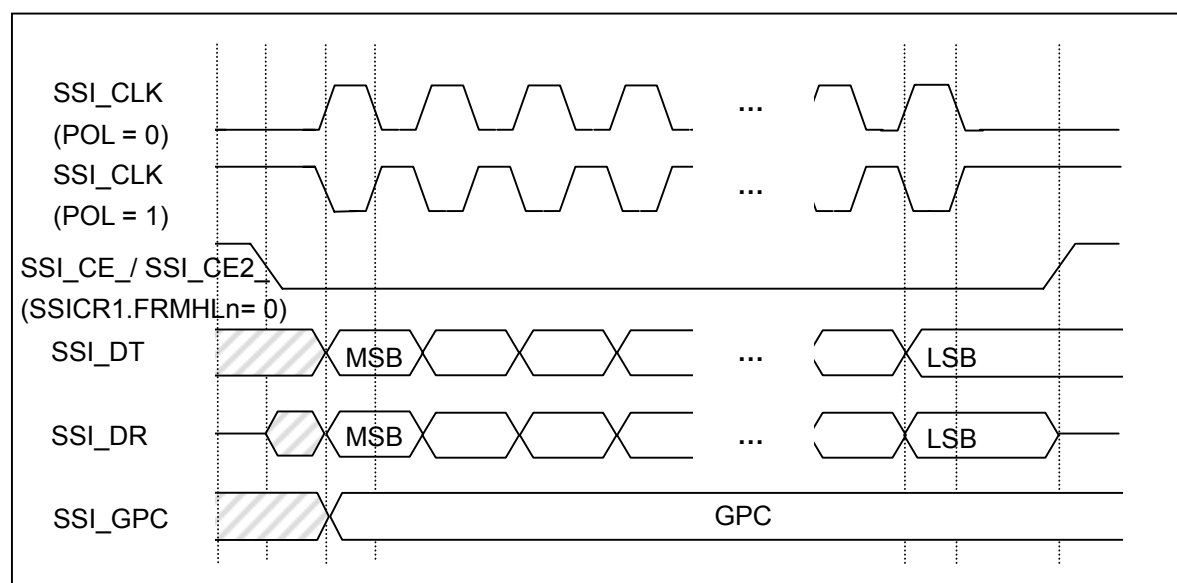 SSI_CLK
(POL = 0)
...
SSI_CLK
(POL = 1)
...
SSI_CE_/ SSI_CE2_
(SSICR1.FRMHLn= 0)
SSI_DT
MSB
...
LSB
SSI_DR
MSB
...
LSB
SSI_GPC
GPC